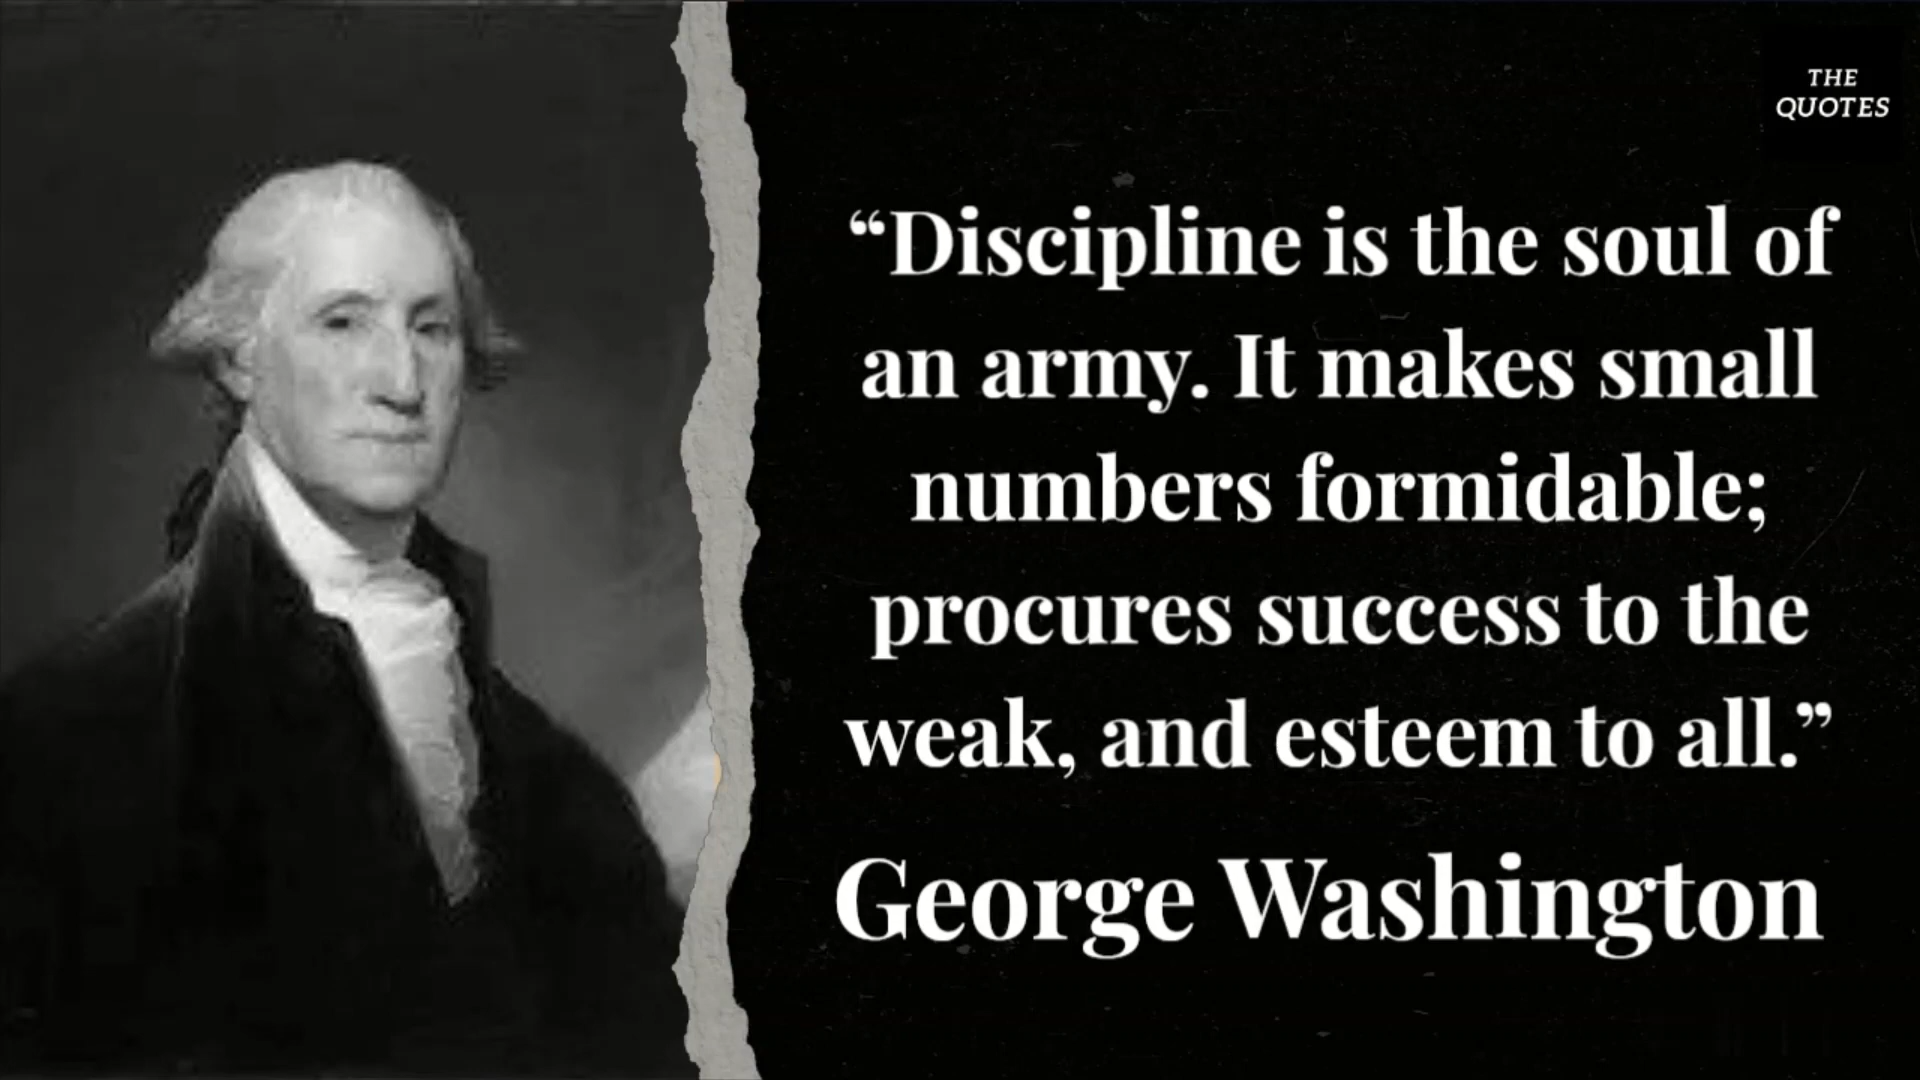 THE
QUOTES
“Discipline is the soul of
an army. It makes small
numbers formidable;
procures success to the
weak, and esteem to all.”
George Washington